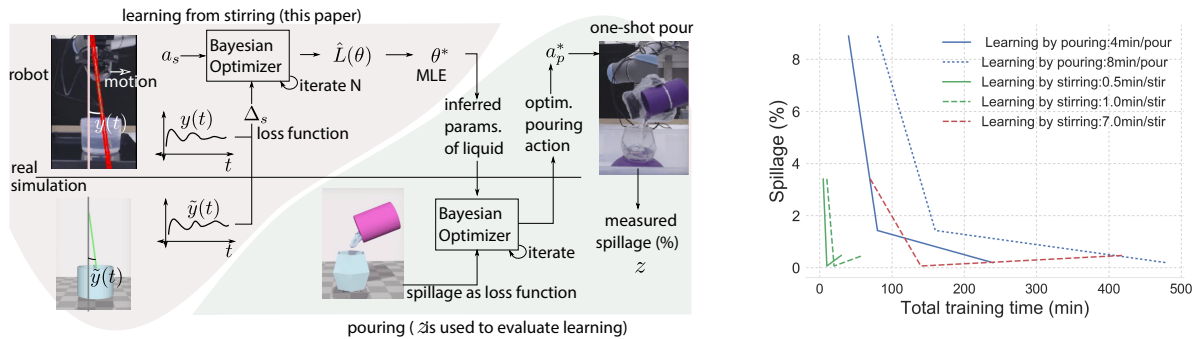 learning from stirring (this paper)
robot
motion
y(t)
a_s
Bayesian
Optimizer
L̂(θ)
θ*
MLE
iterate N
Δ_s
loss function
y(t)
t
real
simulation
ỹ(t)
t
ỹ(t)
inferred
params.
of liquid
optim.
pouring
action
a*_p
one-shot pour
Bayesian
Optimizer
iterate
spillage as loss function
measured
spillage (%)
z
pouring ( z is used to evaluate learning)
Learning by pouring:4min/pour
Learning by pouring:8min/pour
Learning by stirring:0.5min/stir
Learning by stirring:1.0min/stir
Learning by stirring:7.0min/stir
Spillage (%)
8
6
4
2
0
0 100 200 300 400 500
Total training time (min)